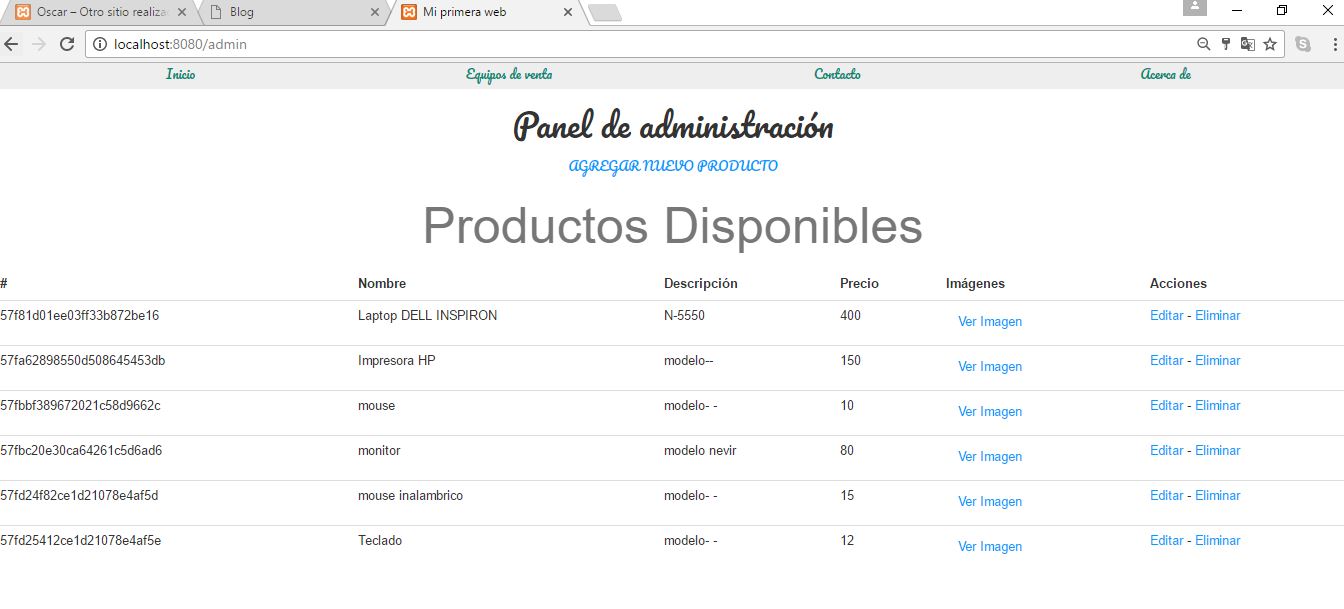 Oscar – Otro sitio realiza
Blog
Mi primera web
localhost:8080/admin
Inicio Equipos de venta Contacto Acerca de
Panel de administración
AGREGAR NUEVO PRODUCTO
Productos Disponibles
# Nombre Descripción Precio Imágenes Acciones
57f81d01ee03ff33b872be16 Laptop DELL INSPIRON N-5550 400 Ver Imagen Editar - Eliminar
57fa62898550d508645453db Impresora HP modelo-- 150 Ver Imagen Editar - Eliminar
57fbbf389672021c58d9662c mouse modelo- - 10 Ver Imagen Editar - Eliminar
57fbc20e30ca64261c5d6ad6 monitor modelo nevir 80 Ver Imagen Editar - Eliminar
57fd24f82ce1d21078e4af5d mouse inalambrico modelo- - 15 Ver Imagen Editar - Eliminar
57fd25412ce1d21078e4af5e Teclado modelo- - 12 Ver Imagen Editar - Eliminar